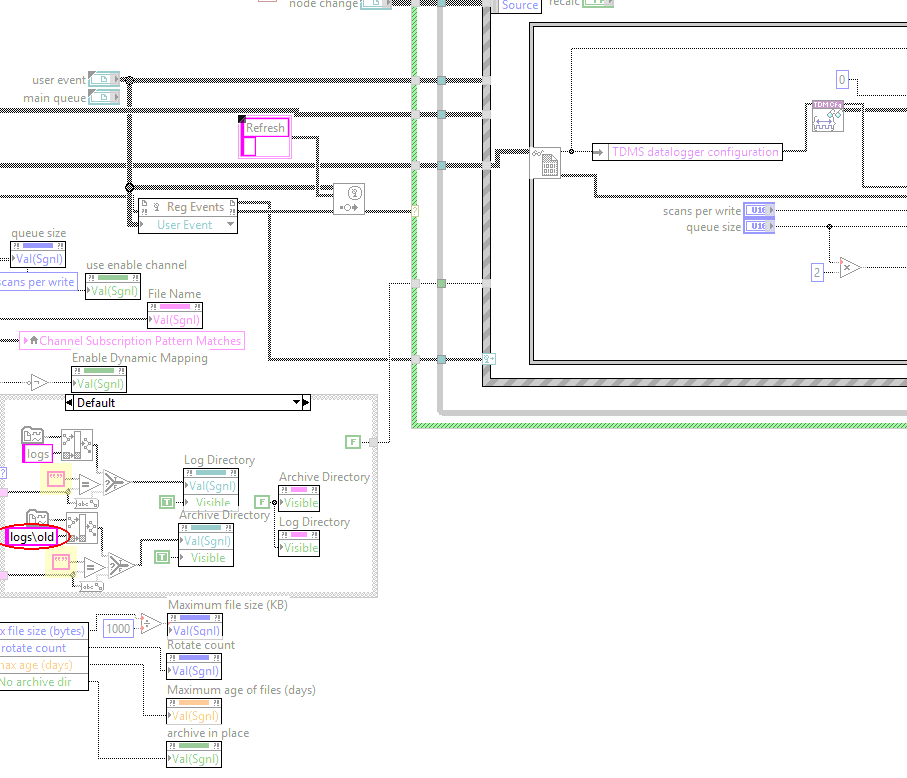 node change
Source
recalc
user event
main queue
Refresh
0
TDM Cfg
TDMS datalogger configuration
Reg Events
User Event
scans per write
U16
queue size
U16
2
x
queue size
Val(Sgnl)
scans per write
use enable channel
Val(Sgnl)
File Name
Val(Sgnl)
Channel Subscription Pattern Matches
Enable Dynamic Mapping
Val(Sgnl)
Default
F
logs
Log Directory
Val(Sgnl)
T
Visible
Archive Directory
F
Visible
logs\old
Archive Directory
Val(Sgnl)
T
Visible
Log Directory
Visible
Maximum file size (KB)
x file size (bytes)
1000
Val(Sgnl)
rotate count
Rotate count
Val(Sgnl)
max age (days)
No archive dir
Maximum age of files (days)
Val(Sgnl)
archive in place
Val(Sgnl)